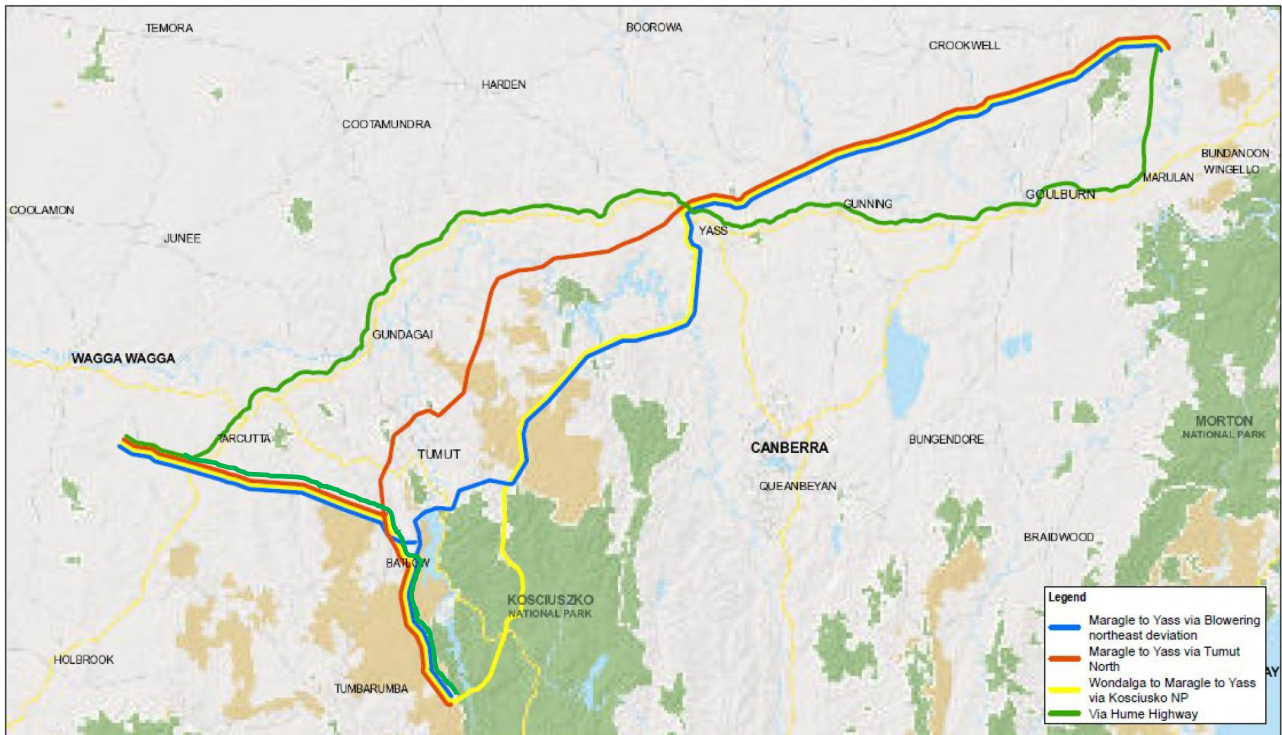 TEMORA
BOOROWA
CROOKWELL
HARDEN
COOTAMUNDRA
BUNDANOON
WINGELLO
MARULAN
GOULBURN
GUNNING
COOLAMON
JUNEE
YASS
GUNDAGAI
WAGGA WAGGA
MORTON
NATIONAL PARK
TARCUTTA
BUNGENDORE
CANBERRA
TUMUT
QUEANBEYAN
BRAIDWOOD
BATLOW
KOSCIUSZKO
NATIONAL PARK
HOLBROOK
TUMBARUMBA
AY
Legend
Maragle to Yass via Blowering
northeast deviation
Maragle to Yass via Tumut
North
Wondalga to Maragle to Yass
via Kosciusko NP
Via Hume Highway